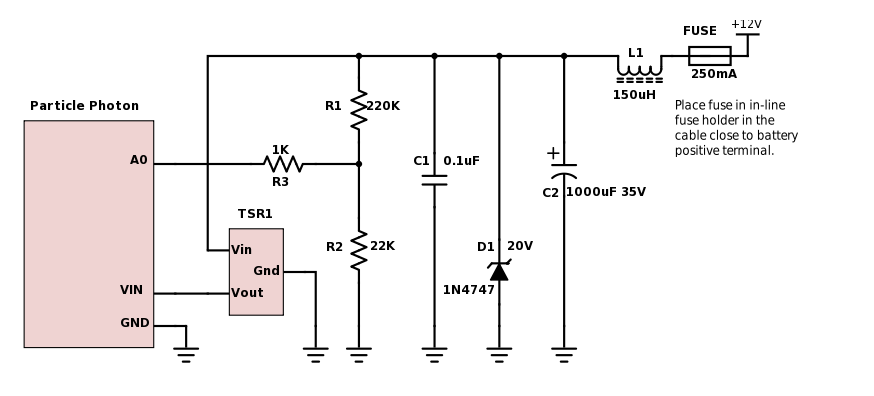 +12V
FUSE
L1
250mA
150uH
Place fuse in in-line
fuse holder in the
cable close to battery
positive terminal.
Particle Photon
R1 220K
A0
1K
R3
C1 0.1uF
+
C2 1000uF 35V
TSR1
Vin
Gnd
Vout
R2 22K
D1 20V
1N4747
VIN
GND